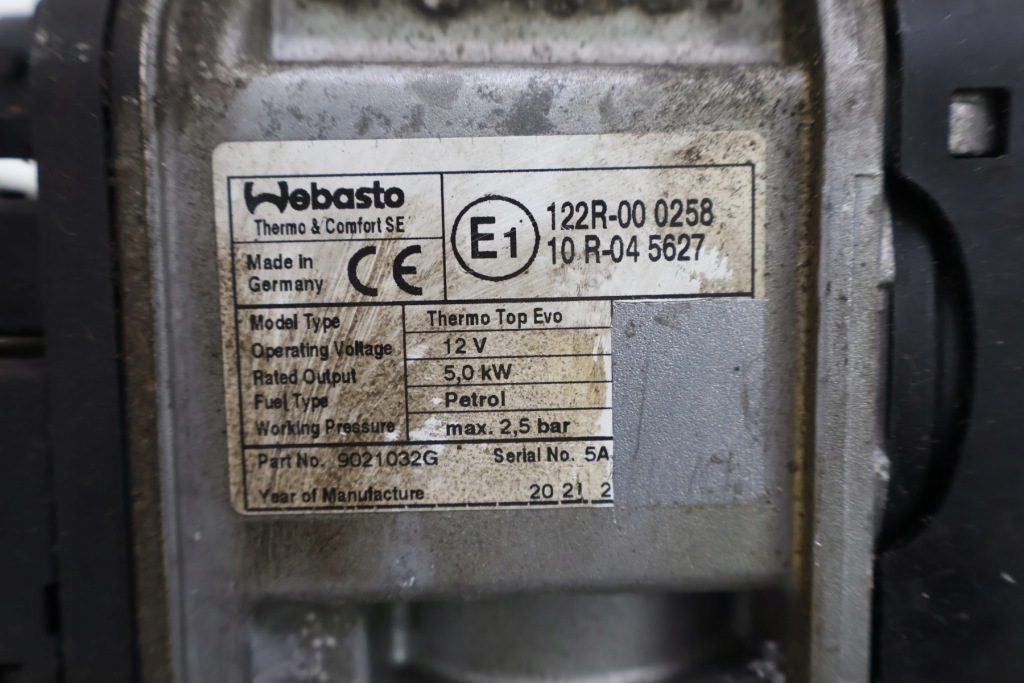 Webasto
Thermo & Comfort SE
Made in
Germany
CE
E1
122R-00 0258
10 R-04 5627
Model Type Thermo Top Evo
Operating Voltage 12 V
Rated Output 5,0 kW
Fuel Type Petrol
Working Pressure max. 2,5 bar
Part No. 9021032G Serial No. 5A
Year of Manufacture 20 21 2